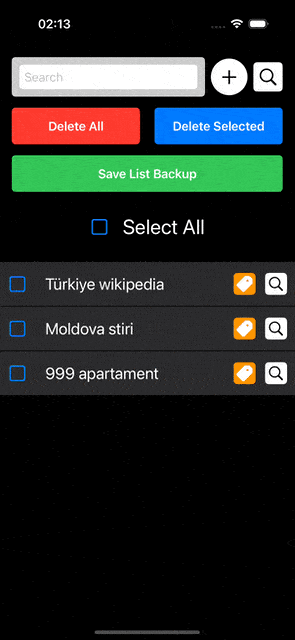 02:13
Search
Delete All
Delete Selected
Save List Backup
Select All
Türkiye wikipedia
Moldova stiri
999 apartament